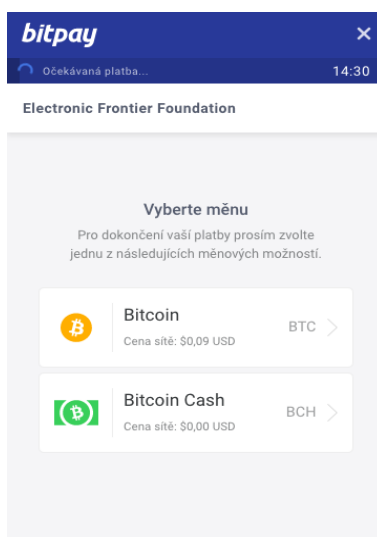 bitpay
Očekávaná platba... 14:30
Electronic Frontier Foundation
Vyberte měnu
Pro dokončení vaší platby prosím zvolte
jednu z následujících měnových možností.
Bitcoin
BTC
Cena sítě: $0,09 USD
Bitcoin Cash
BCH
Cena sítě: $0,00 USD